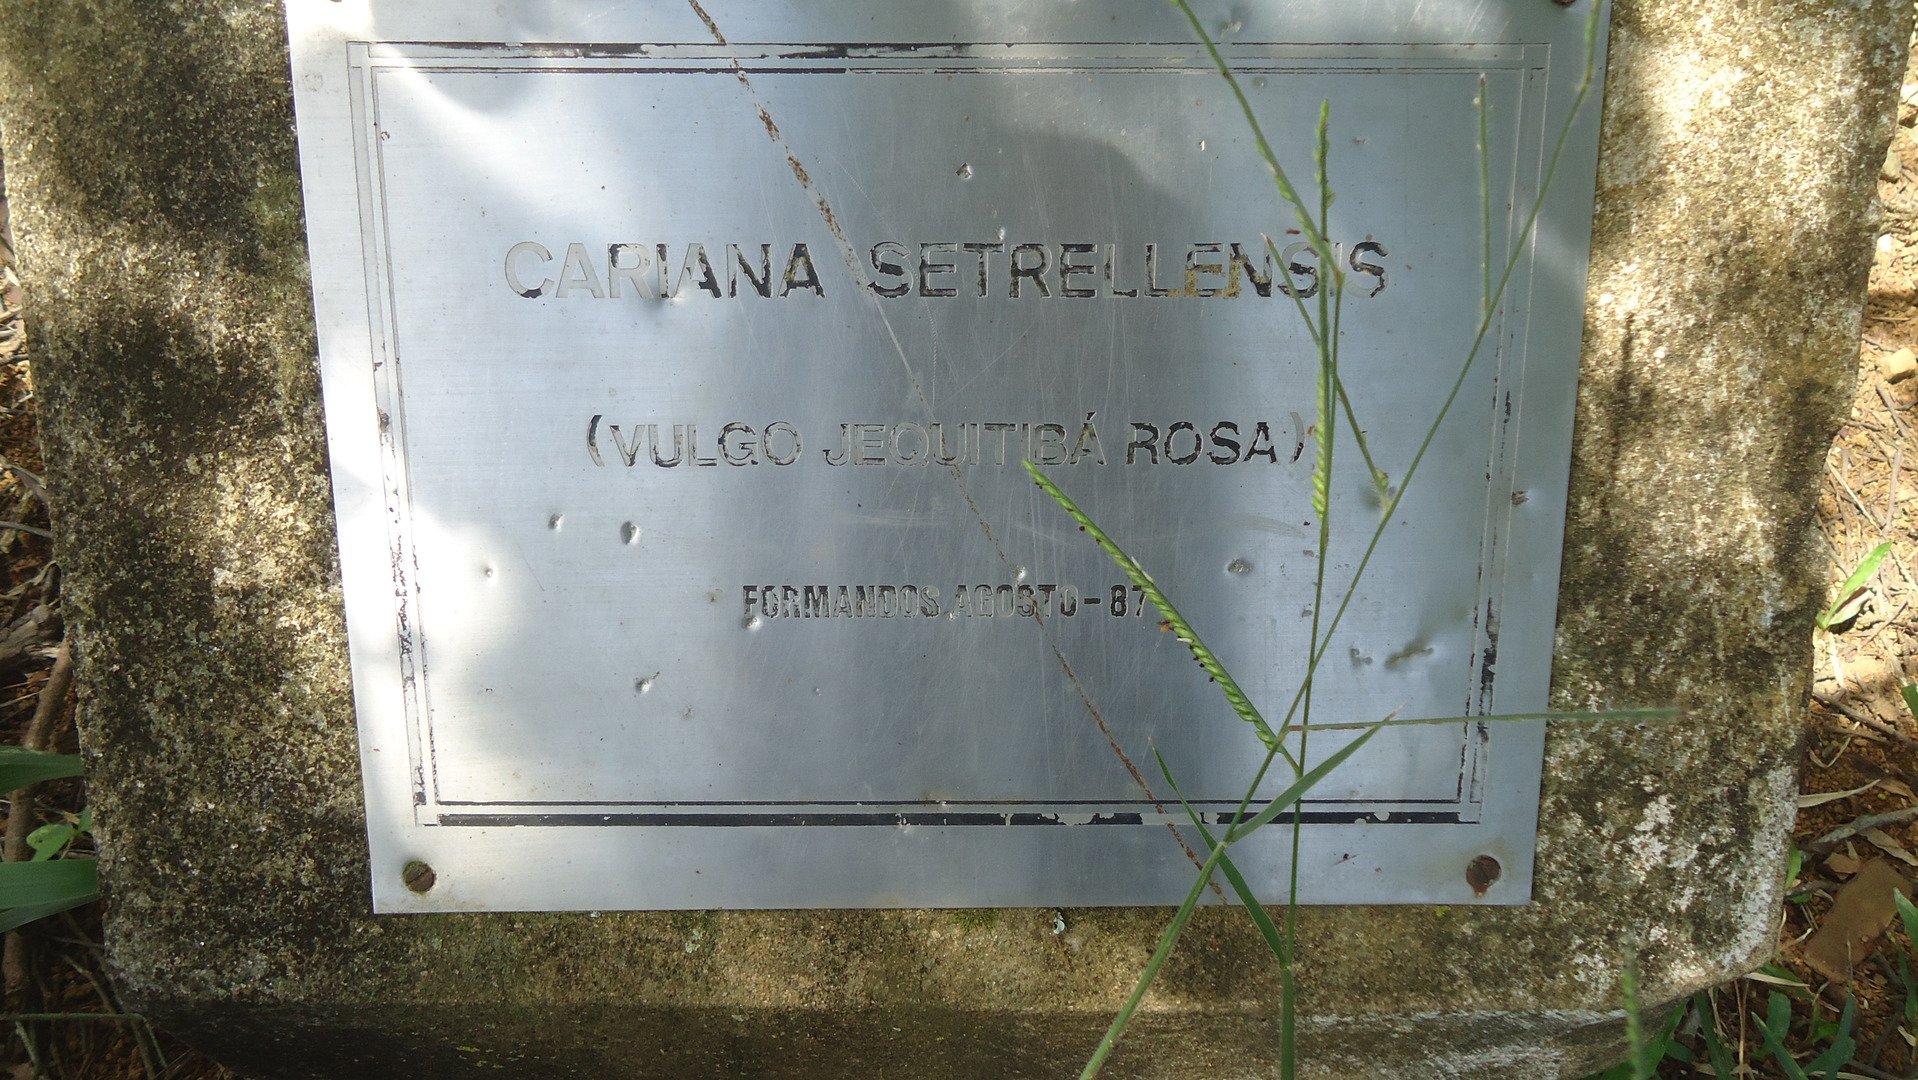 CARIANA SETRELLENSIS
(VULGO JEQUITIBÁ ROSA)
FORMANDOS AGOSTO-87